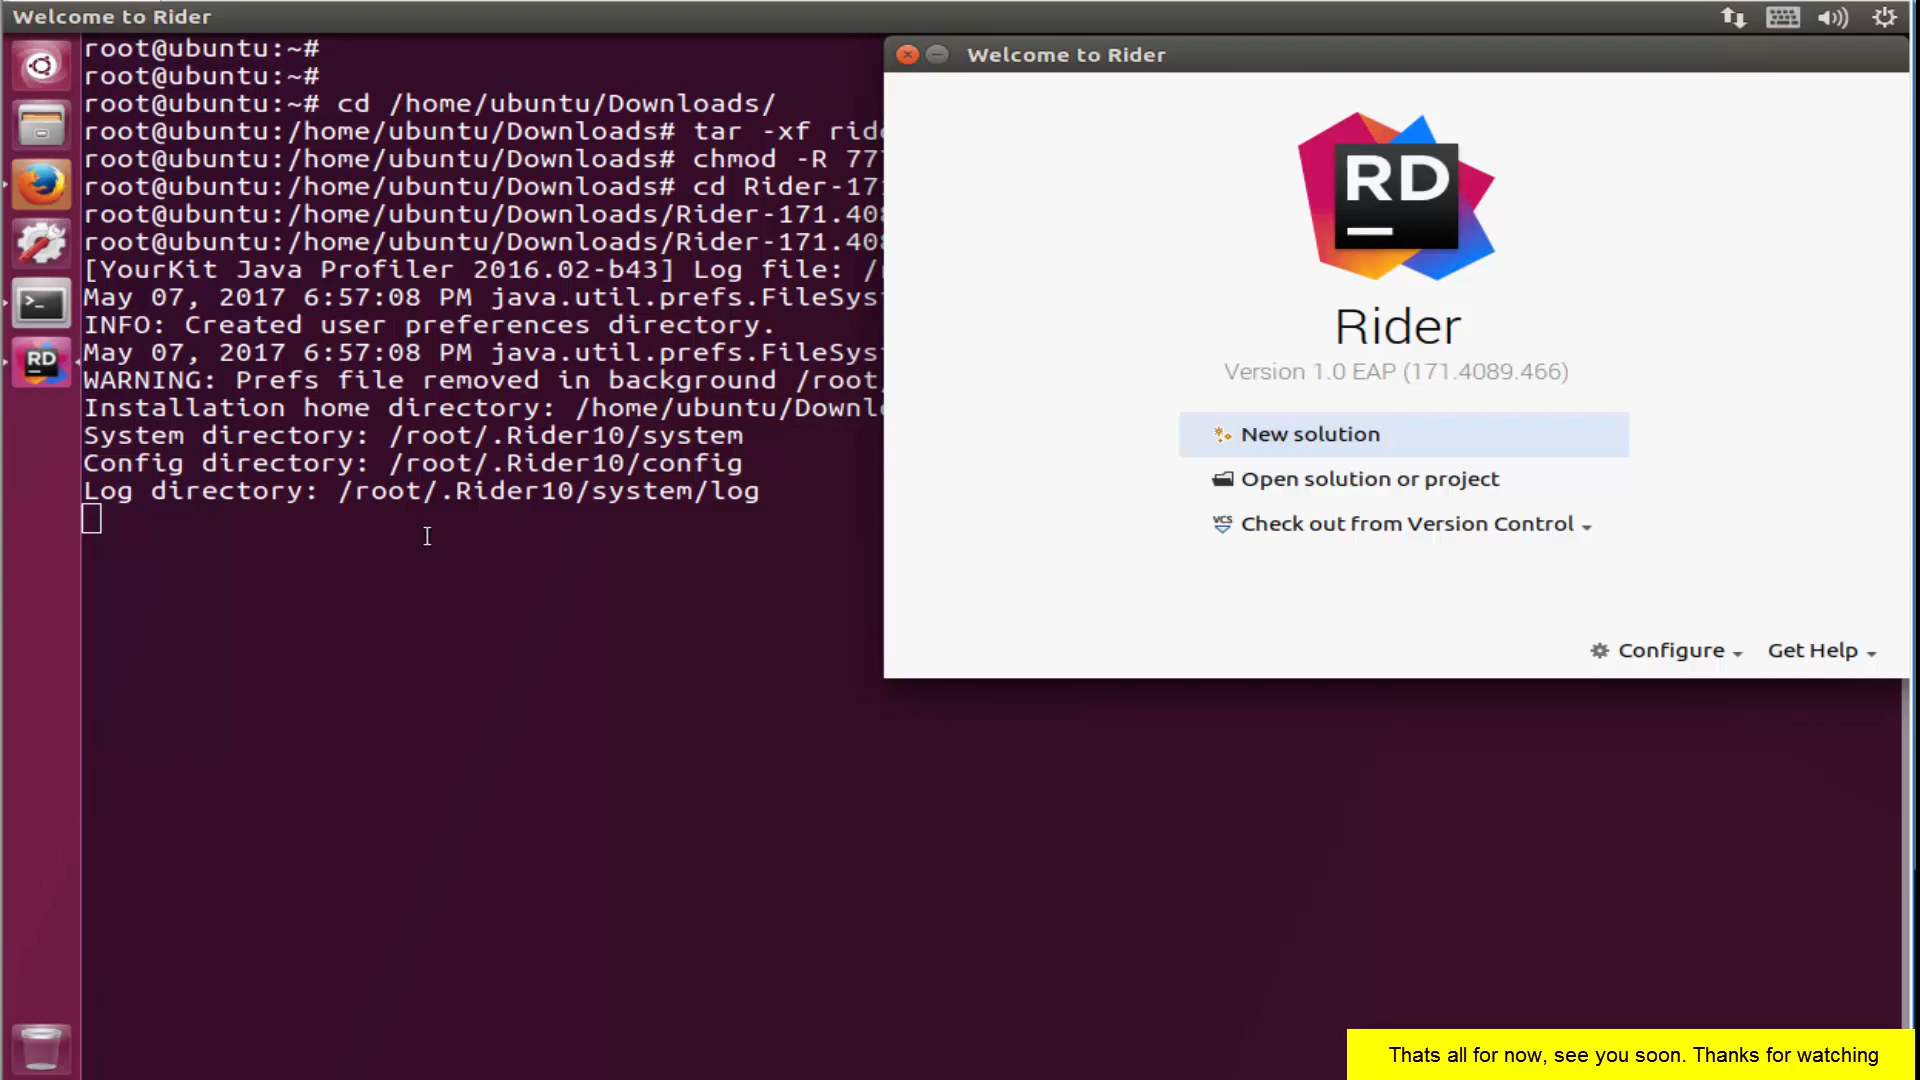 Welcome to Rider
root@ubuntu:~#
root@ubuntu:~#
root@ubuntu:~# cd /home/ubuntu/Downloads/
root@ubuntu:/home/ubuntu/Downloads# tar -xf
root@ubuntu:/home/ubuntu/Downloads# chmod -R
root@ubuntu:/home/ubuntu/Downloads# cd Rider-17
root@ubuntu:/home/ubuntu/Downloads/Rider-171.40
root@ubuntu:/home/ubuntu/Downloads/Rider-171.40
[YourKit Java Profiler 2016.02-b43] Log file: /
May 07, 2017 6:57:08 PM java.util.prefs.FileSys
INFO: Created user preferences directory.
May 07, 2017 6:57:08 PM java.util.prefs.FileSys
WARNING: Prefs file removed in background /root/
Installation home directory: /home/ubuntu/Downl
System directory: /root/.Rider10/system
Config directory: /root/.Rider10/config
Log directory: /root/.Rider10/system/log
Welcome to Rider
RD
Rider
Version 1.0 EAP (171.4089.466)
New solution
Open solution or project
VCS Check out from Version Control
Configure
Get Help
RD
Thats all for now, see you soon. Thanks for watching